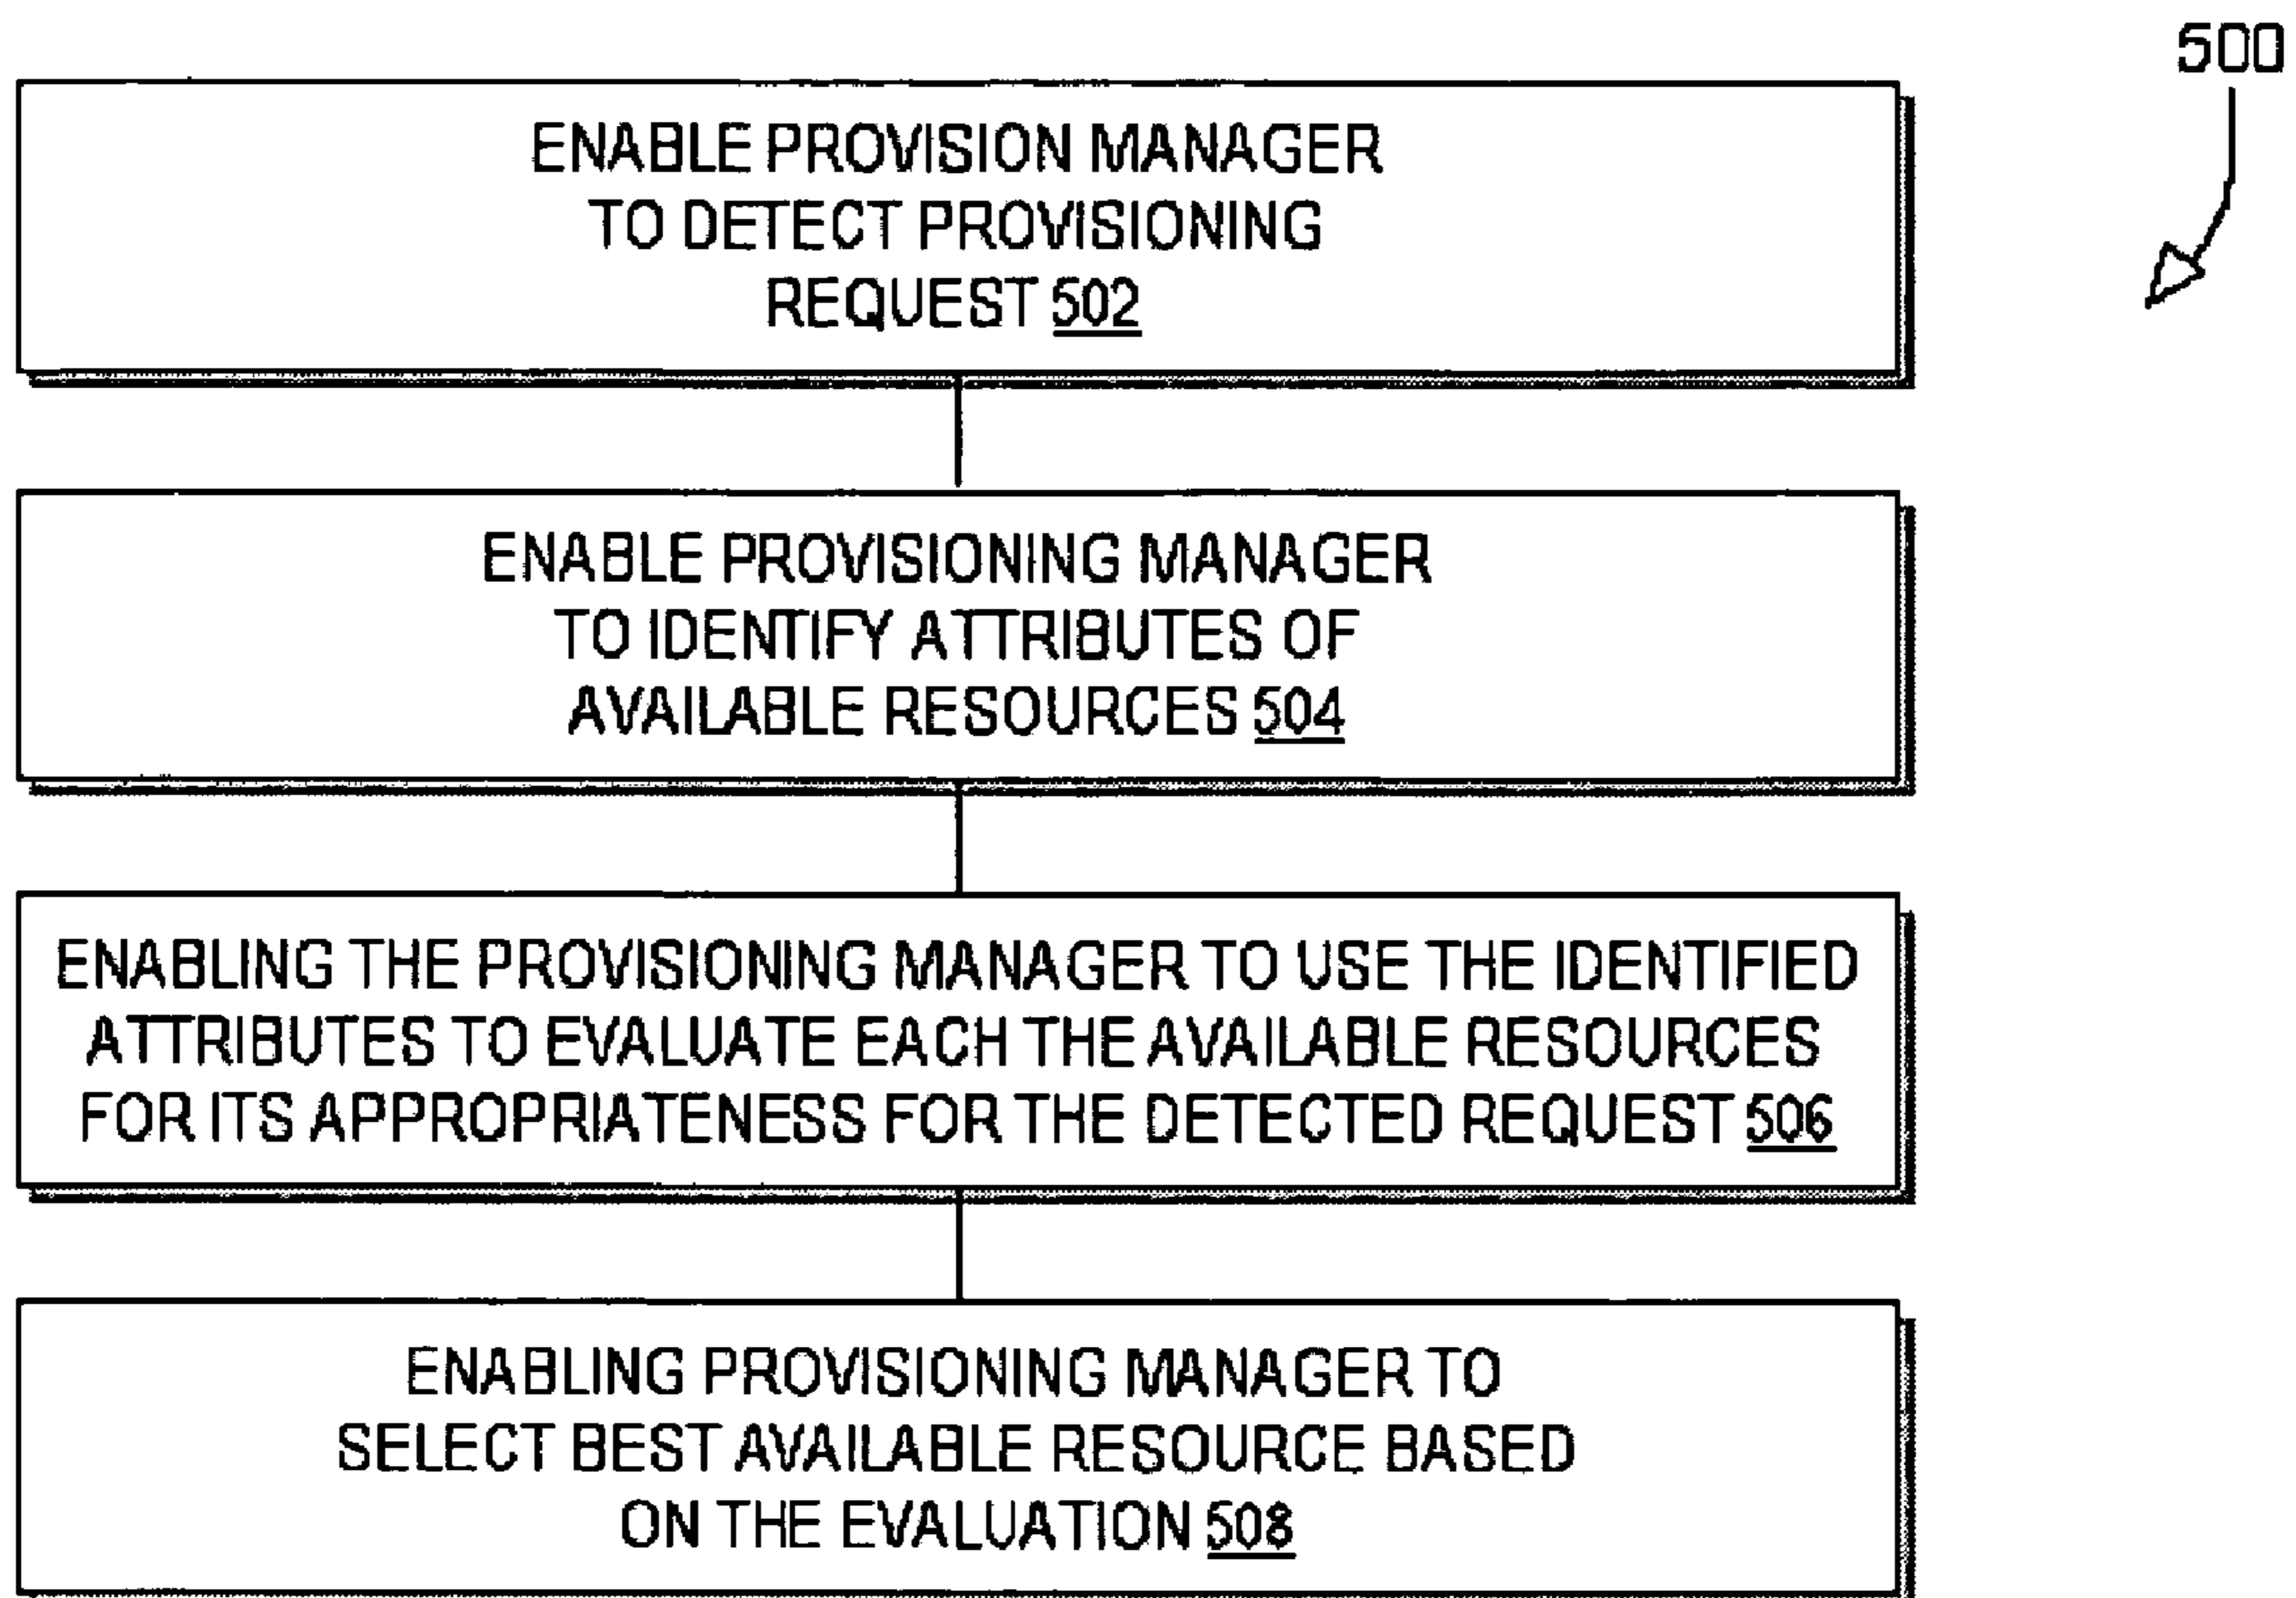 500
ENABLE PROVISION MANAGER
TO DETECT PROVISIONING
REQUEST 502
ENABLE PROVISIONING MANAGER
TO IDENTIFY ATTRIBUTES OF
AVAILABLE RESOURCES 504
ENABLING THE PROVISIONING MANAGER TO USE THE IDENTIFIED
ATTRIBUTES TO EVALUATE EACH THE AVAILABLE RESOURCES
FOR ITS APPROPRIATENESS FOR THE DETECTED REQUEST 506
ENABLING PROVISIONING MANAGER TO
SELECT BEST AVAILABLE RESOURCE BASED
ON THE EVALUATION 508